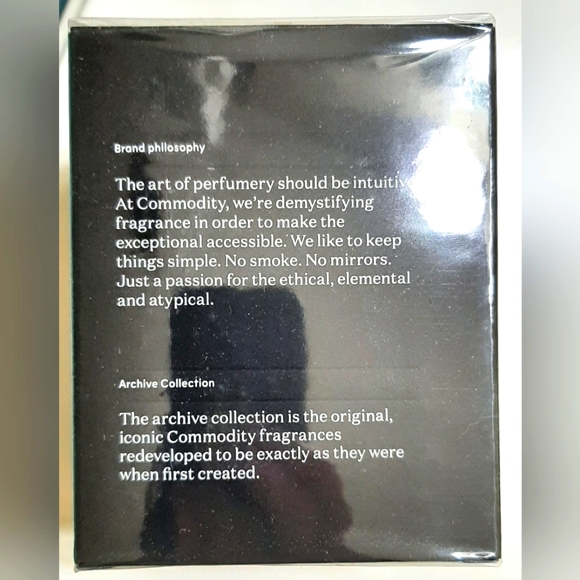 Brand philosophy
The art of perfumery should be intuitive.
At Commodity, we're demystifying
fragrance in order to make the
exceptional accessible. We like to keep
things simple. No smoke. No mirrors.
Just a passion for the ethical, elemental
and atypical.
Archive Collection
The archive collection is the original,
iconic Commodity fragrances
redeveloped to be exactly as they were
when first created.